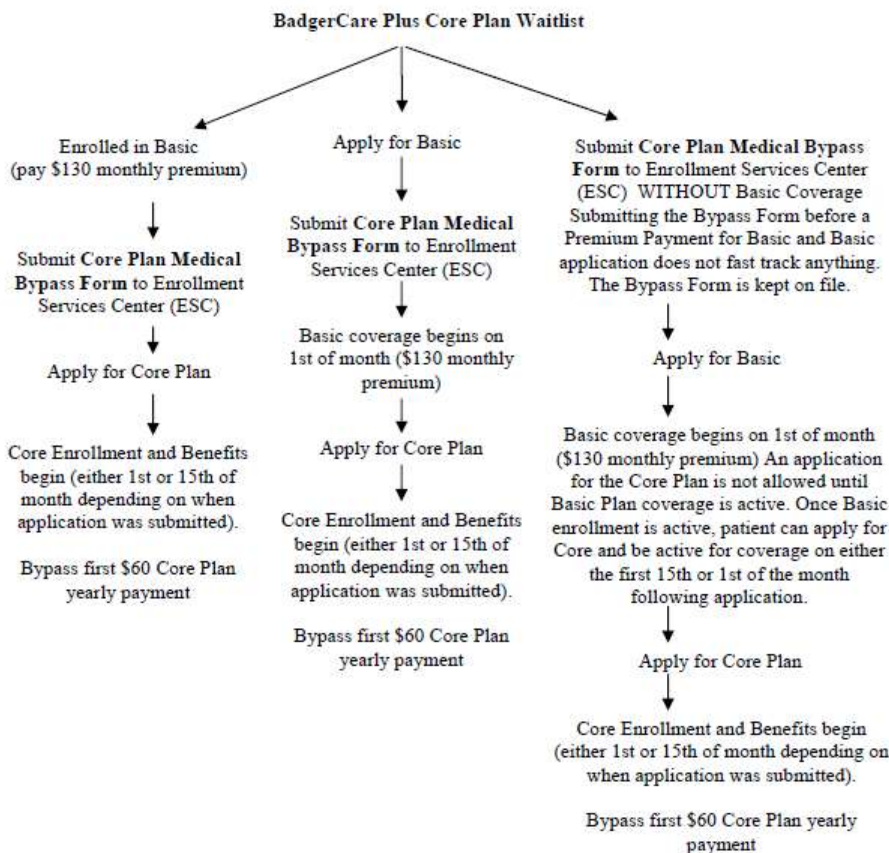 BadgerCare Plus Core Plan Waitlist
Enrolled in Basic
(pay $130 monthly premium)
Submit Core Plan Medical
Bypass Form to Enrollment
Services Center (ESC)
Apply for Core Plan
Core Enrollment and Benefits
begin (either 1st or 15th of
month depending on when
application was submitted).
Bypass first $60 Core Plan
yearly payment
Apply for Basic
Submit Core Plan Medical
Bypass Form to Enrollment
Services Center (ESC)
Basic coverage begins on
1st of month ($130 monthly
premium)
Apply for Core Plan
Core Enrollment and Benefits
begin (either 1st or 15th of
month depending on when
application was submitted).
Bypass first $60 Core Plan
yearly payment
Submit Core Plan Medical Bypass
Form to Enrollment Services Center
(ESC) WITHOUT Basic Coverage
Submitting the Bypass Form before a
Premium Payment for Basic and Basic
application does not fast track anything.
The Bypass Form is kept on file.
Apply for Basic
Basic coverage begins on 1st of month
($130 monthly premium) An application
for the Core Plan is not allowed until
Basic Plan coverage is active. Once Basic
enrollment is active, patient can apply for
Core and be active for coverage on either
the first 15th or 1st of the month
following application.
Apply for Core Plan
Core Enrollment and Benefits begin
(either 1st or 15th of month depending on
when application was submitted).
Bypass first $60 Core Plan yearly
payment